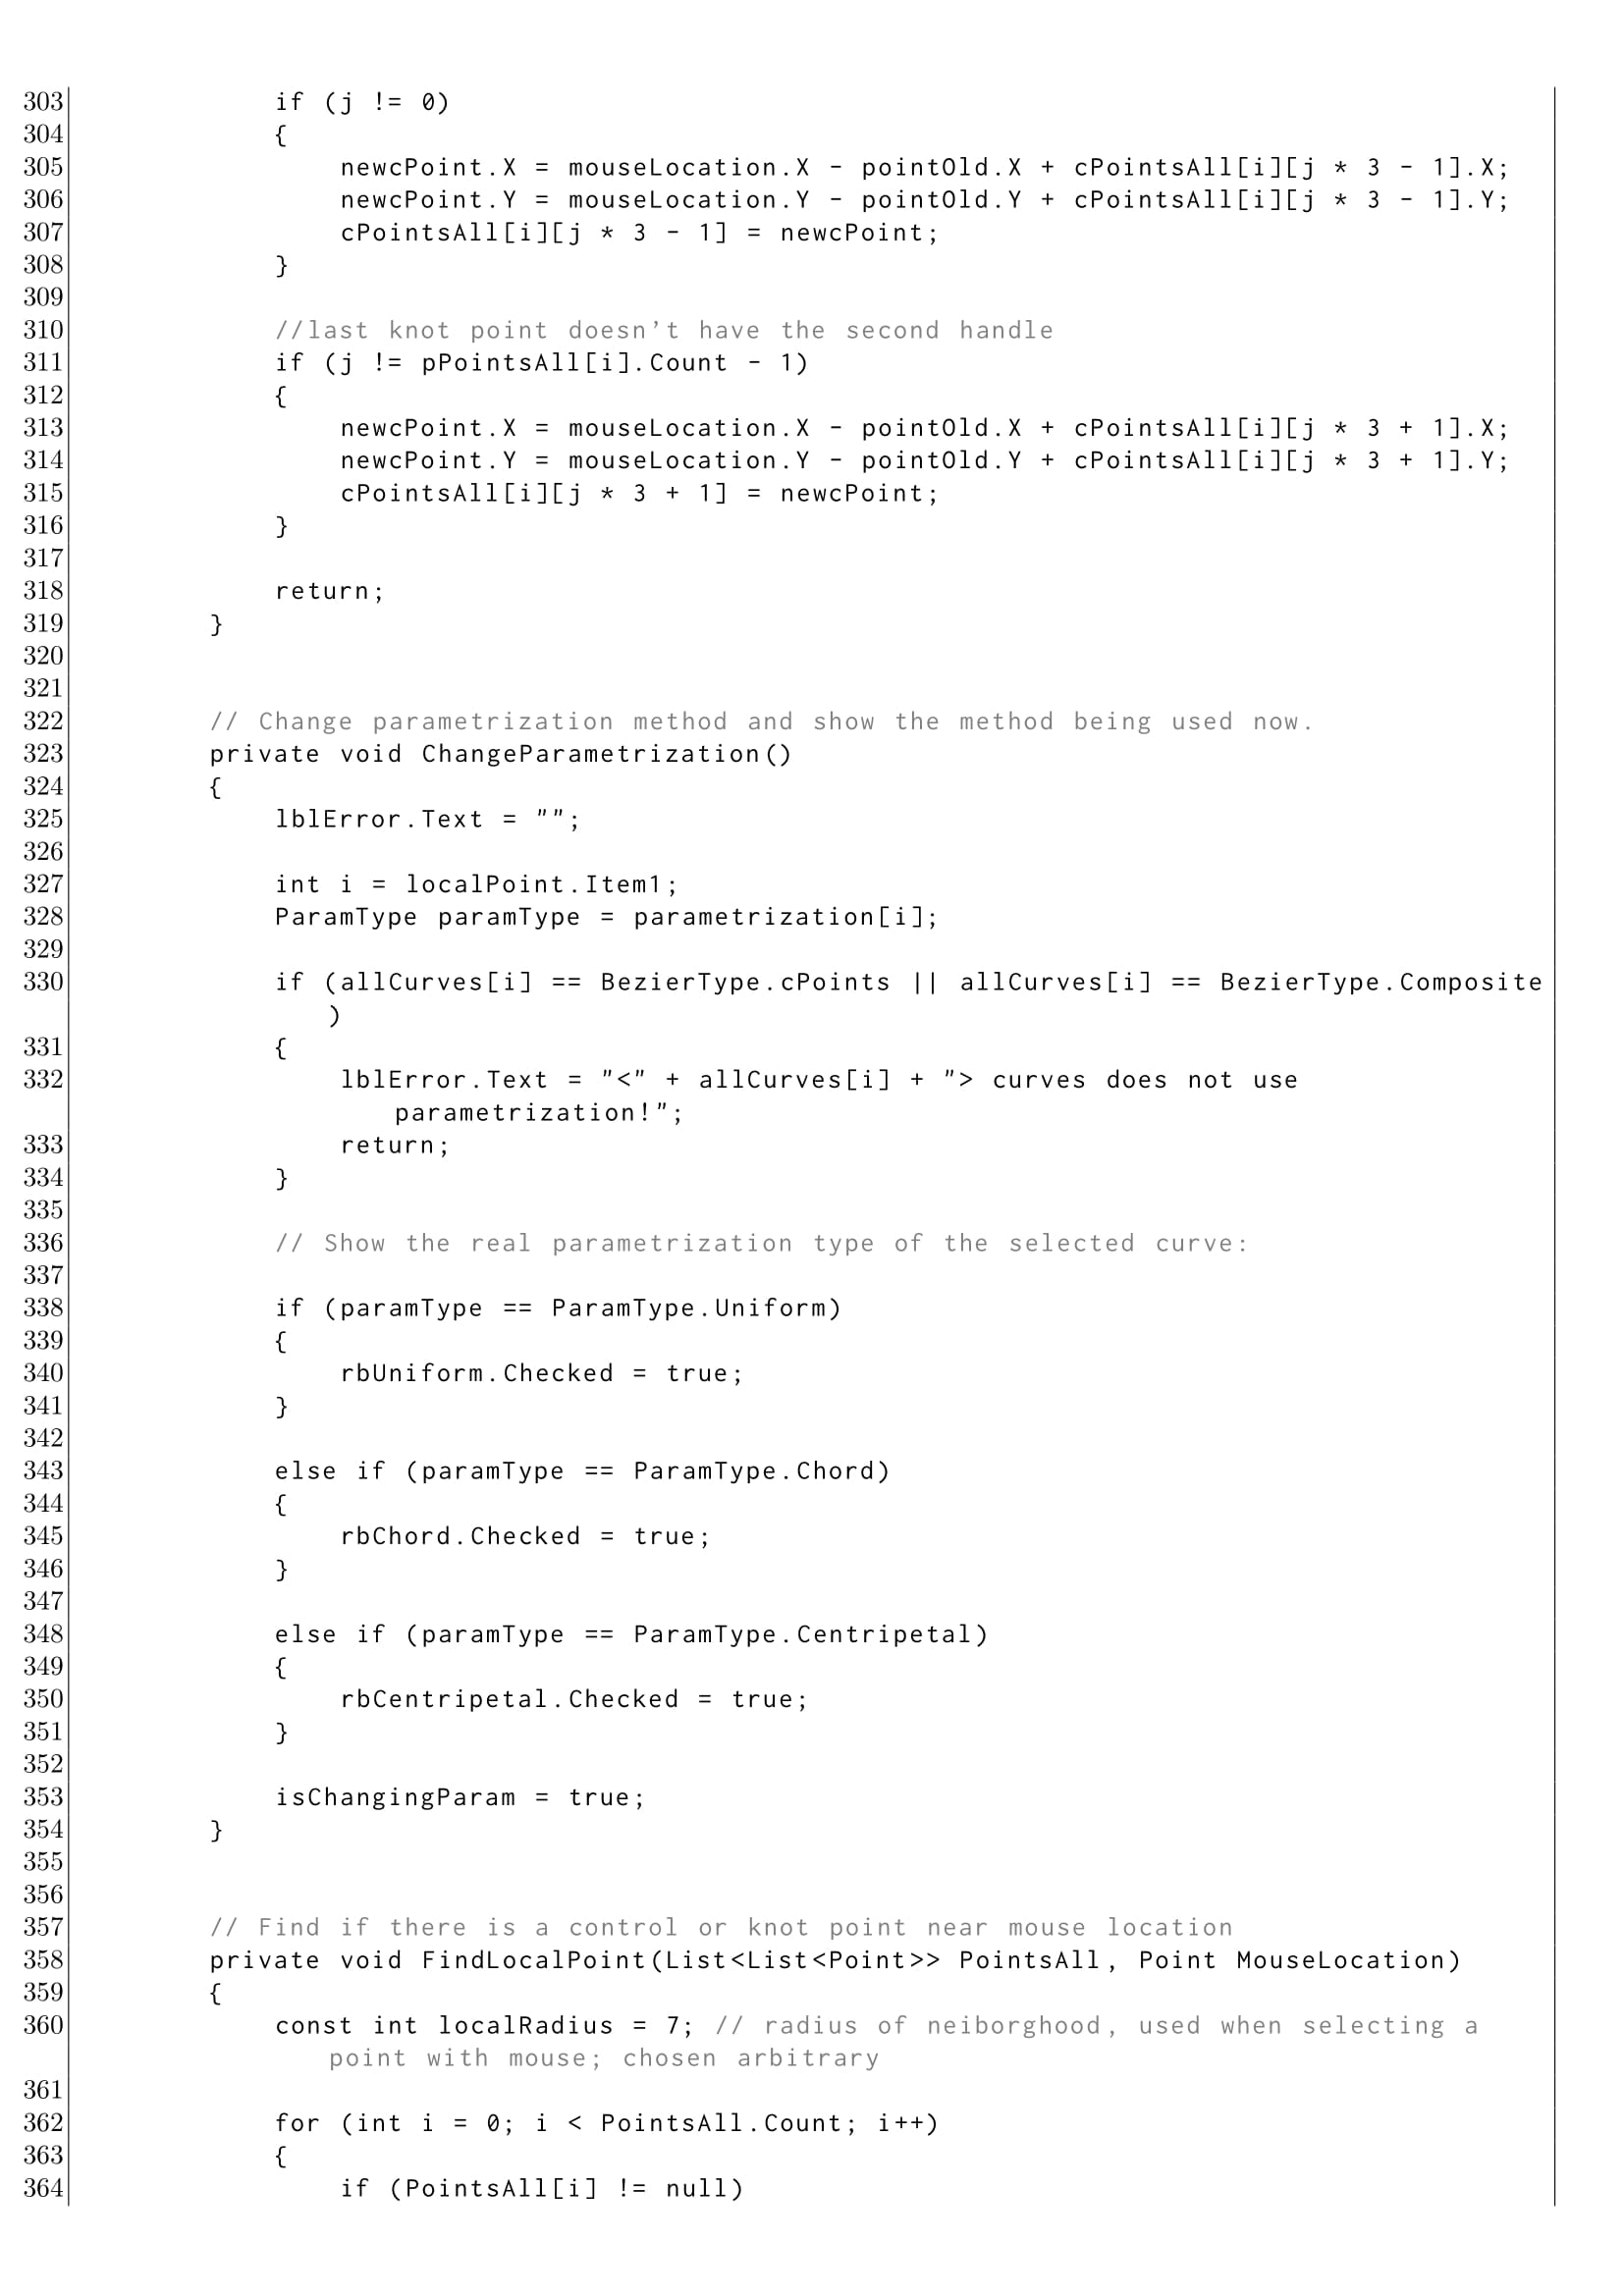 303 if (j != 0)
304 {
305 newcPoint.X = mouseLocation.X - pointOld.X + cPointsAll[i][j * 3 - 1].X;
306 newcPoint.Y = mouseLocation.Y - pointOld.Y + cPointsAll[i][j * 3 - 1].Y;
307 cPointsAll[i][j * 3 - 1] = newcPoint;
308 }
309
310 //last knot point doesn't have the second handle
311 if (j != pPointsAll[i].Count - 1)
312 {
313 newcPoint.X = mouseLocation.X - pointOld.X + cPointsAll[i][j * 3 + 1].X;
314 newcPoint.Y = mouseLocation.Y - pointOld.Y + cPointsAll[i][j * 3 + 1].Y;
315 cPointsAll[i][j * 3 + 1] = newcPoint;
316 }
317
318 return;
319 }
320
321
322 // Change parametrization method and show the method being used now.
323 private void ChangeParametrization()
324 {
325 lblError.Text = "";
326
327 int i = localPoint.Item1;
328 ParamType paramType = parametrization[i];
329
330 if (allCurves[i] == BezierType.cPoints || allCurves[i] == BezierType.Composite
)
331 {
332 lblError.Text = "<" + allCurves[i] + "> curves does not use
parametrization!";
333 return;
334 }
335
336 // Show the real parametrization type of the selected curve:
337
338 if (paramType == ParamType.Uniform)
339 {
340 rbUniform.Checked = true;
341 }
342
343 else if (paramType == ParamType.Chord)
344 {
345 rbChord.Checked = true;
346 }
347
348 else if (paramType == ParamType.Centripetal)
349 {
350 rbCentripetal.Checked = true;
351 }
352
353 isChangingParam = true;
354 }
355
356
357 // Find if there is a control or knot point near mouse location
358 private void FindLocalPoint(List<List<Point>> PointsAll, Point MouseLocation)
359 {
360 const int localRadius = 7; // radius of neiborghood, used when selecting a
point with mouse; chosen arbitrary
361
362 for (int i = 0; i < PointsAll.Count; i++)
363 {
364 if (PointsAll[i] != null)